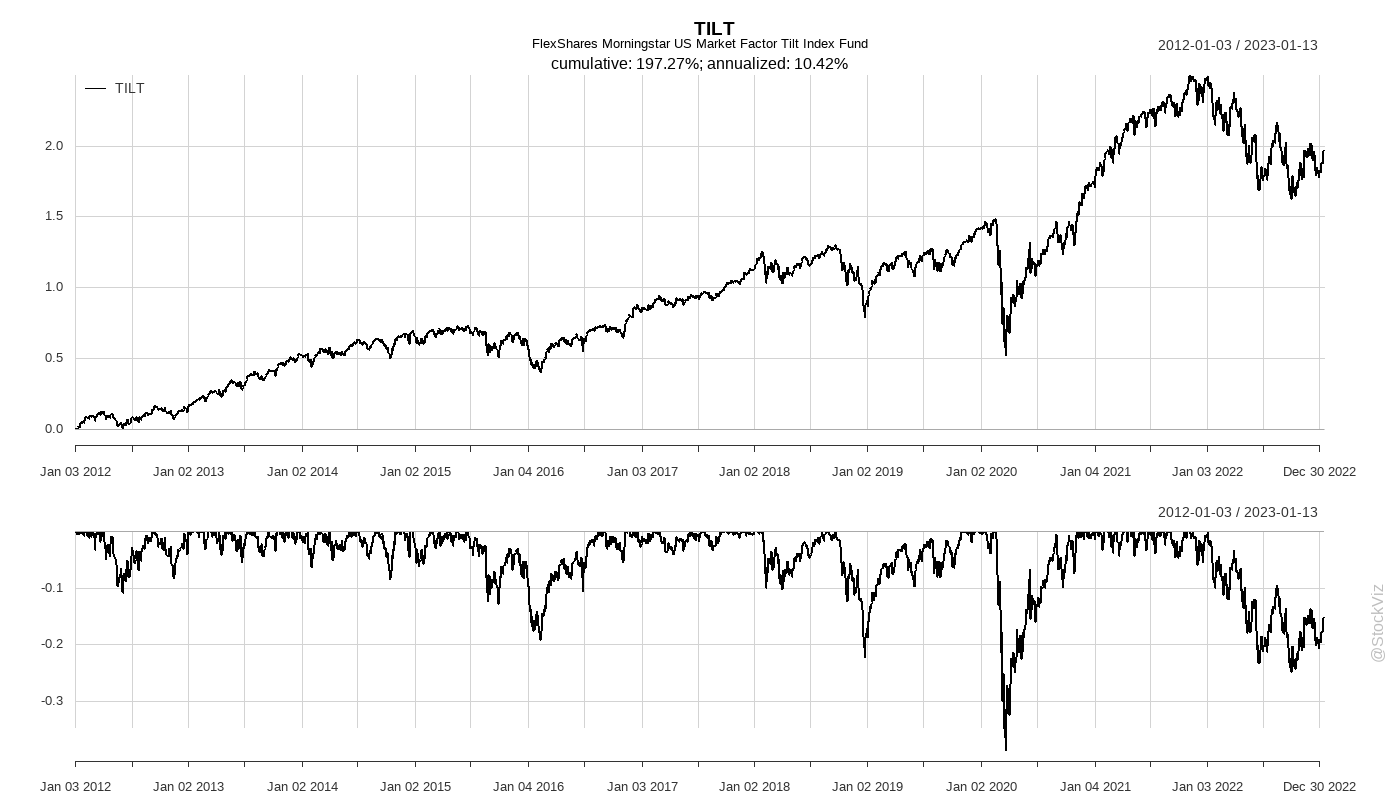 TILT
FlexShares Morningstar US Market Factor Tilt Index Fund
2012-01-03 / 2023-01-13
cumulative: 197.27%; annualized: 10.42%
TILT
2.0
1.5
1.0
0.5
0.0
Jan 03 2012 Jan 02 2013 Jan 02 2014 Jan 02 2015 Jan 04 2016 Jan 03 2017 Jan 02 2018 Jan 02 2019 Jan 02 2020 Jan 04 2021 Jan 03 2022 Dec 30 2022
2012-01-03 / 2023-01-13
-0.1
-0.2
-0.3
Jan 03 2012 Jan 02 2013 Jan 02 2014 Jan 02 2015 Jan 04 2016 Jan 03 2017 Jan 02 2018 Jan 02 2019 Jan 02 2020 Jan 04 2021 Jan 03 2022 Dec 30 2022
@StockViz